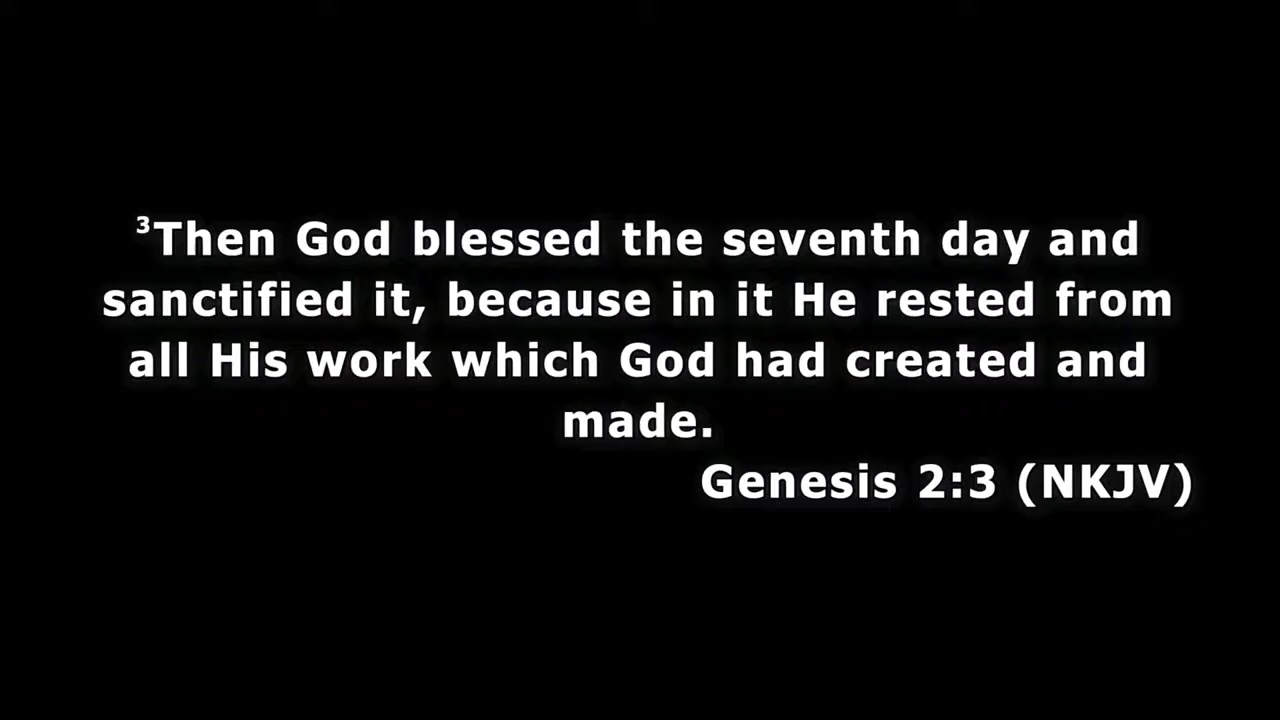 ³Then God blessed the seventh day and
sanctified it, because in it He rested from
all His work which God had created and
made.
Genesis 2:3 (NKJV)